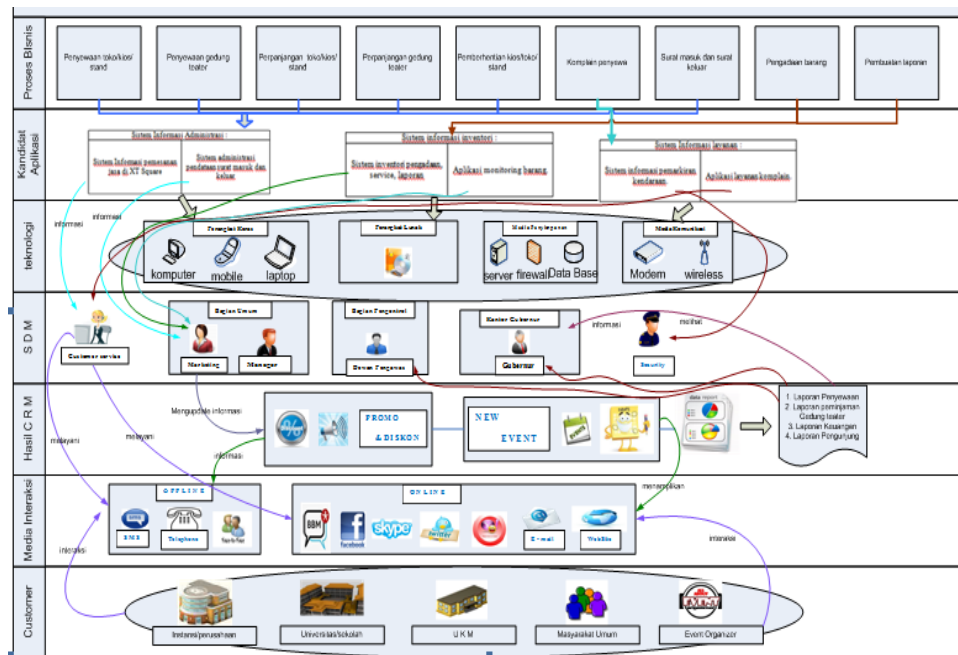 Proses BIsnis
Penyewaan toko/kios/
stand
Penyewaan gedung
teater
Perpanjangan toko/kios/
stand
Perpanjangan gedung
teater
Pemberhentian kios/toko/
stand
Komplain penyewa
Surat masuk dan surat
keluar
Pengadaan barang
Pembuatan laporan
Kandidat
Aplikasi
Sistem Informasi Administrasi :
Sistem Informasi pemesanan
jasa di XT Square
Sistem administrasi
pendataan surat masuk dan
keluar
Sistem informasi inventori :
Sistem inventori pengadaan,
service, laporan
Aplikasi monitoring barang.
Sistem Informasi layanan :
Sistem informasi pemarkiran
kendaraan.
Aplikasi layanan komplain.
teknologi
informasi
informasi
Perangkat Keras
komputer
mobile
laptop
Perangkat Lunak
Media Penyimpanan
server
firewall
Data Base
Media Komunikasi
Modem
wireless
S D M
Customer service
Bagian Umum
Marketing
Manager
Bagian Pengontrol
Dewan Pengawas
Kantor Gubernur
Gubernur
informasi
melihat
Security
Hasil C R M
melayani
melayani
Mengupdate informasi
informasi
PROMO
& DISKON
NEW
EVENT
data report
1. Laporan Penyewaan
2 Laporan peminjaman
Gedung teater
3. Laporan Keuangan
4. Laporan Pengunjung
menampilkan
Media Interaksi
OFFLINE
SMS
Telephone
Face to Face
interaksi
ONLINE
BBM
facebook
skype
twitter
E - mail
WebSite
interaksi
Customer
Instansi/perusahaan
Universitas/sekolah
U K M
Masyarakat Umum
Event Organizer